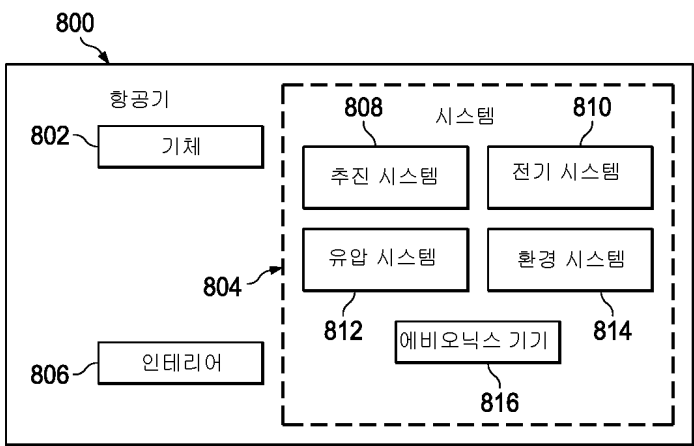 800
항공기
802
기체
808
시스템
810
추진 시스템
전기 시스템
804
유압 시스템
환경 시스템
812
814
806
인테리어
에비오닉스 기기
816